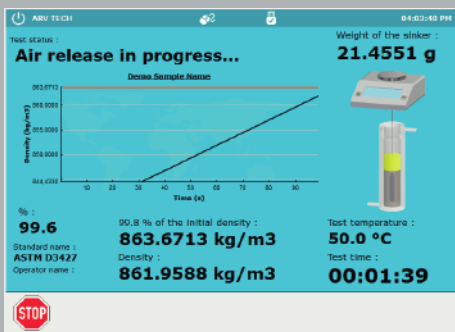 ARV TECH
04:03:40 PM
Test status :
Air release in progress...
Weight of the sinker :
21.4551 g
Demo Sample Name
863.6713
Density (kg/m3)
10 20 30 40 50 60 70 80 90
Time (s)
% :
99.6
Standard name :
ASTM D3427
Operator name :
99.8 % of the initial density :
863.6713 kg/m3
Density :
861.9588 kg/m3
Test temperature :
50.0 °C
Test time :
00:01:39
STOP